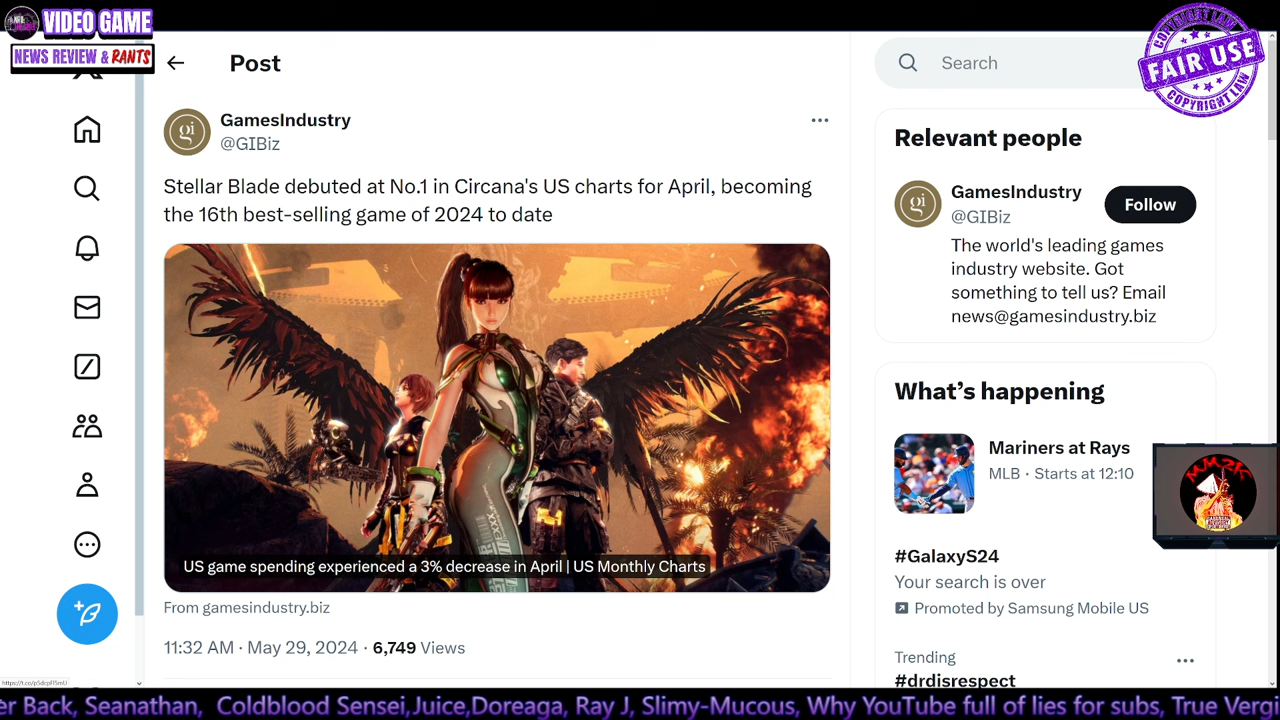 VIDEO GAME
NEWS REVIEW & RANTS
Post
Search
COPYRIGHT LAW
FAIR USE
COPYRIGHT LAW
GamesIndustry
@GIBiz
Stellar Blade debuted at No.1 in Circana's US charts for April, becoming
the 16th best-selling game of 2024 to date
US game spending experienced a 3% decrease in April | US Monthly Charts
From gamesindustry.biz
11:32 AM · May 29, 2024 · 6,749 Views
Relevant people
gi
GamesIndustry
@GIBiz
Follow
The world's leading games
industry website. Got
something to tell us? Email
news@gamesindustry.biz
What's happening
Mariners at Rays
MLB · Starts at 12:10
MM2K
#GalaxyS24
Your search is over
Promoted by Samsung Mobile US
Trending
#drdisrespect
er Back, Seanathan, Coldblood Sensei,Juice,Doreaga, Ray J, Slimy-Mucous, Why YouTube full of lies for subs, True Vergi